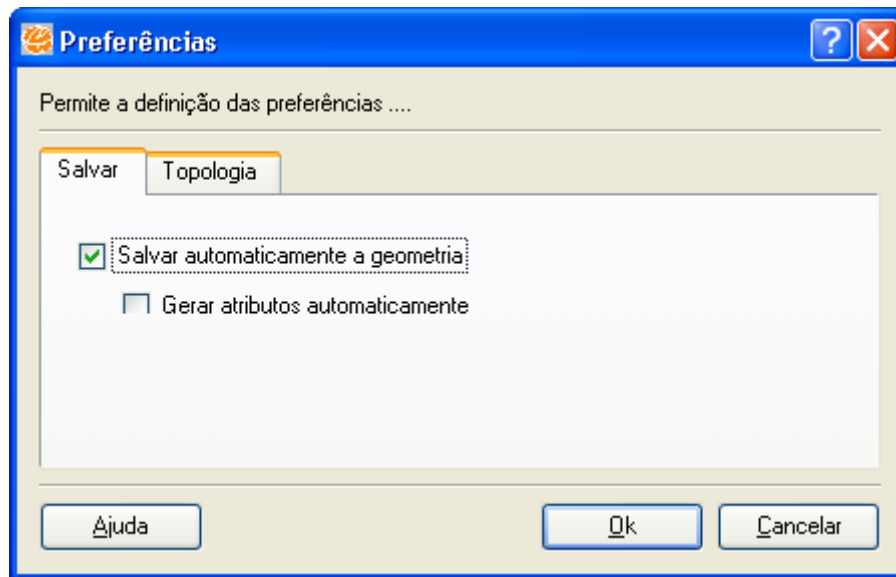 Preferências
Permite a definição das preferências ....
Salvar Topologia
Salvar automaticamente a geometria
Gerar atributos automaticamente
Ajuda Ok Cancelar